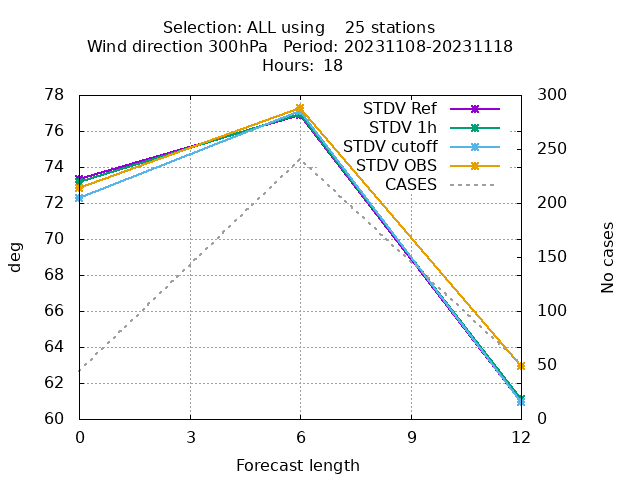 Selection: ALL using    25 stations
Wind direction 300hPa   Period: 20231108-20231118
Hours: 18
78
76
74
72
70
68
66
64
62
60
300
250
200
150
100
50
0
deg
No cases
STDV Ref
STDV 1h
STDV cutoff
STDV OBS
CASES
0
3
6
9
12
Forecast length